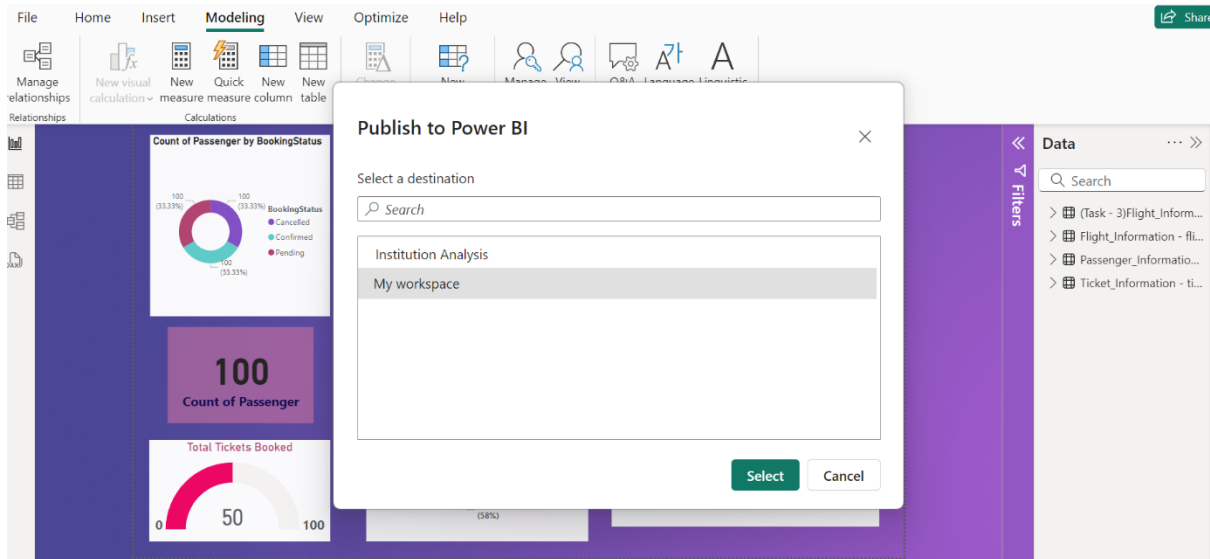 File Home Insert Modeling View Optimize Help
Share
Manage
elationships
New visual
calculation
New
measure
Quick
measure
New
column
New
table
Relationships
Calculations
Publish to Power BI
Select a destination
Search
Institution Analysis
My workspace
Select Cancel
Count of Passenger by BookingStatus
100
(33.33%)
100
(33.33%)
BookingStatus
Cancelled
Confirmed
Pending
100
(33.33%)
100
Count of Passenger
Total Tickets Booked
0 50 100
(58%)
Filters
Data
Search
(Task - 3)Flight_Inform...
Flight_Information - fli...
Passenger_Informatio...
Ticket_Information - ti...